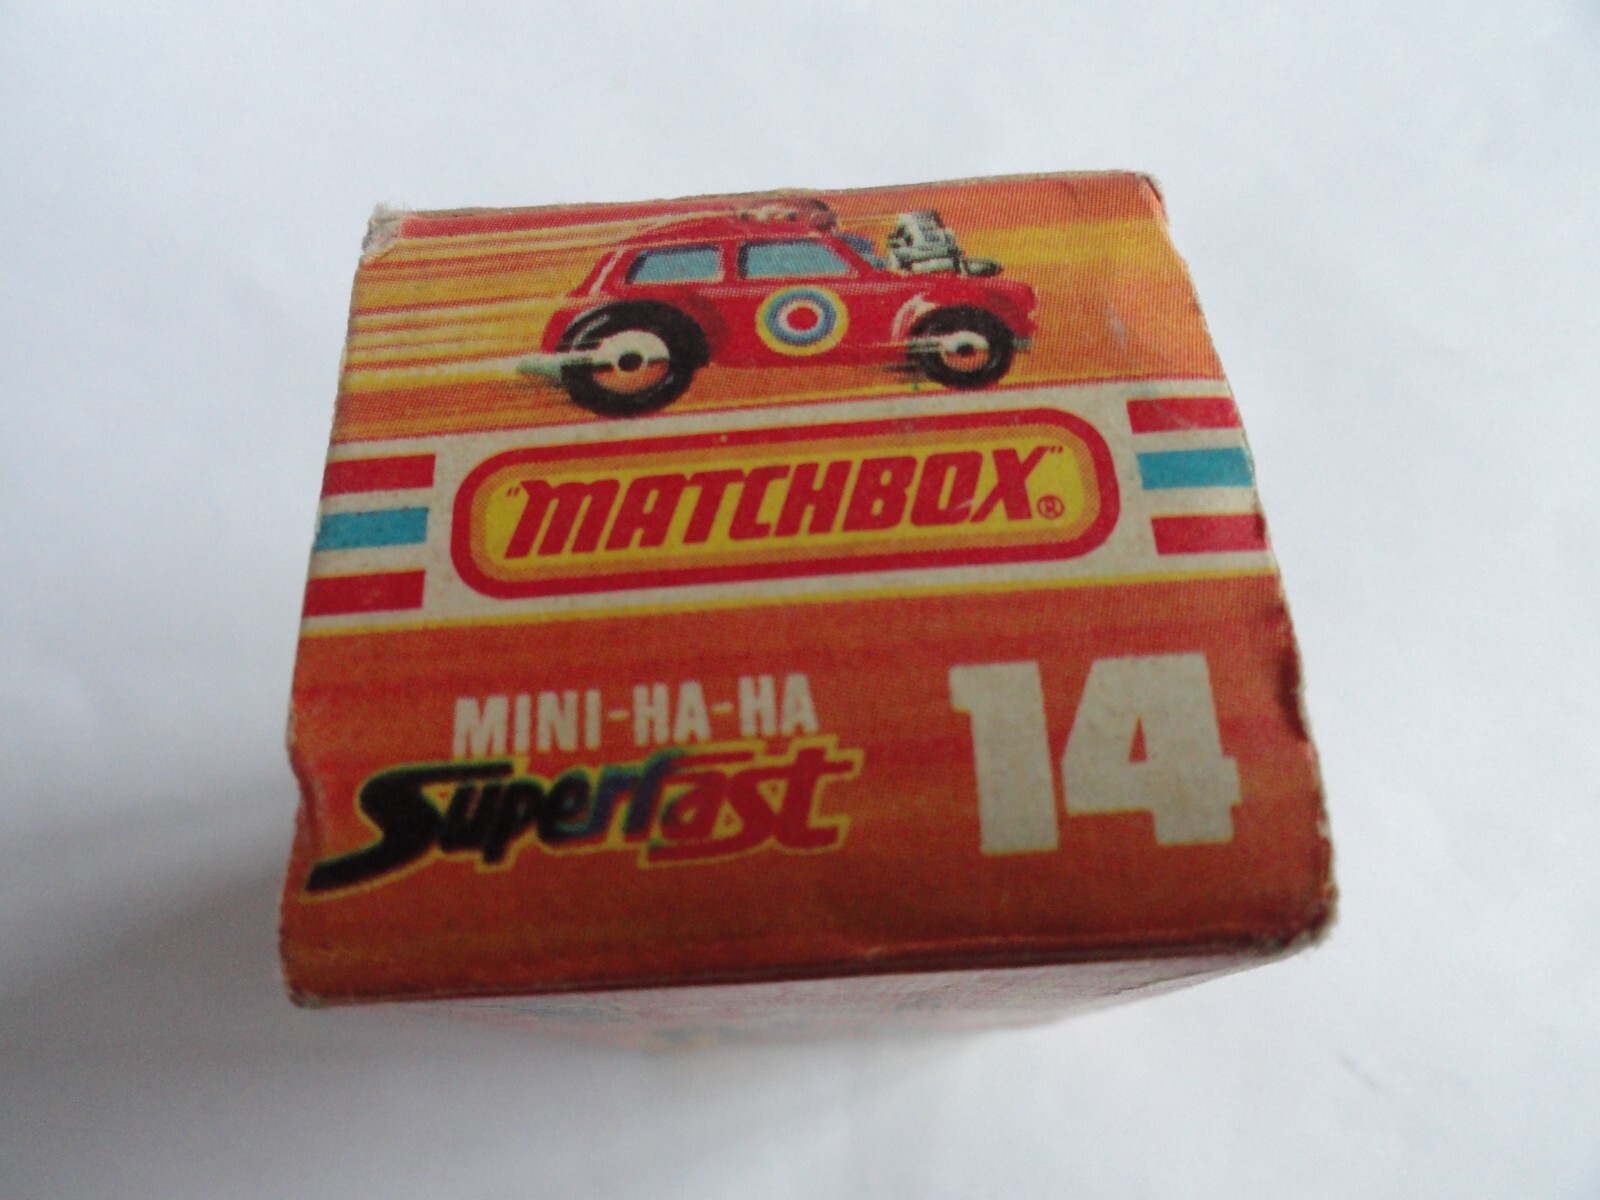 "MATCHBOX"®
MINI-HA-HA
Superfast
14